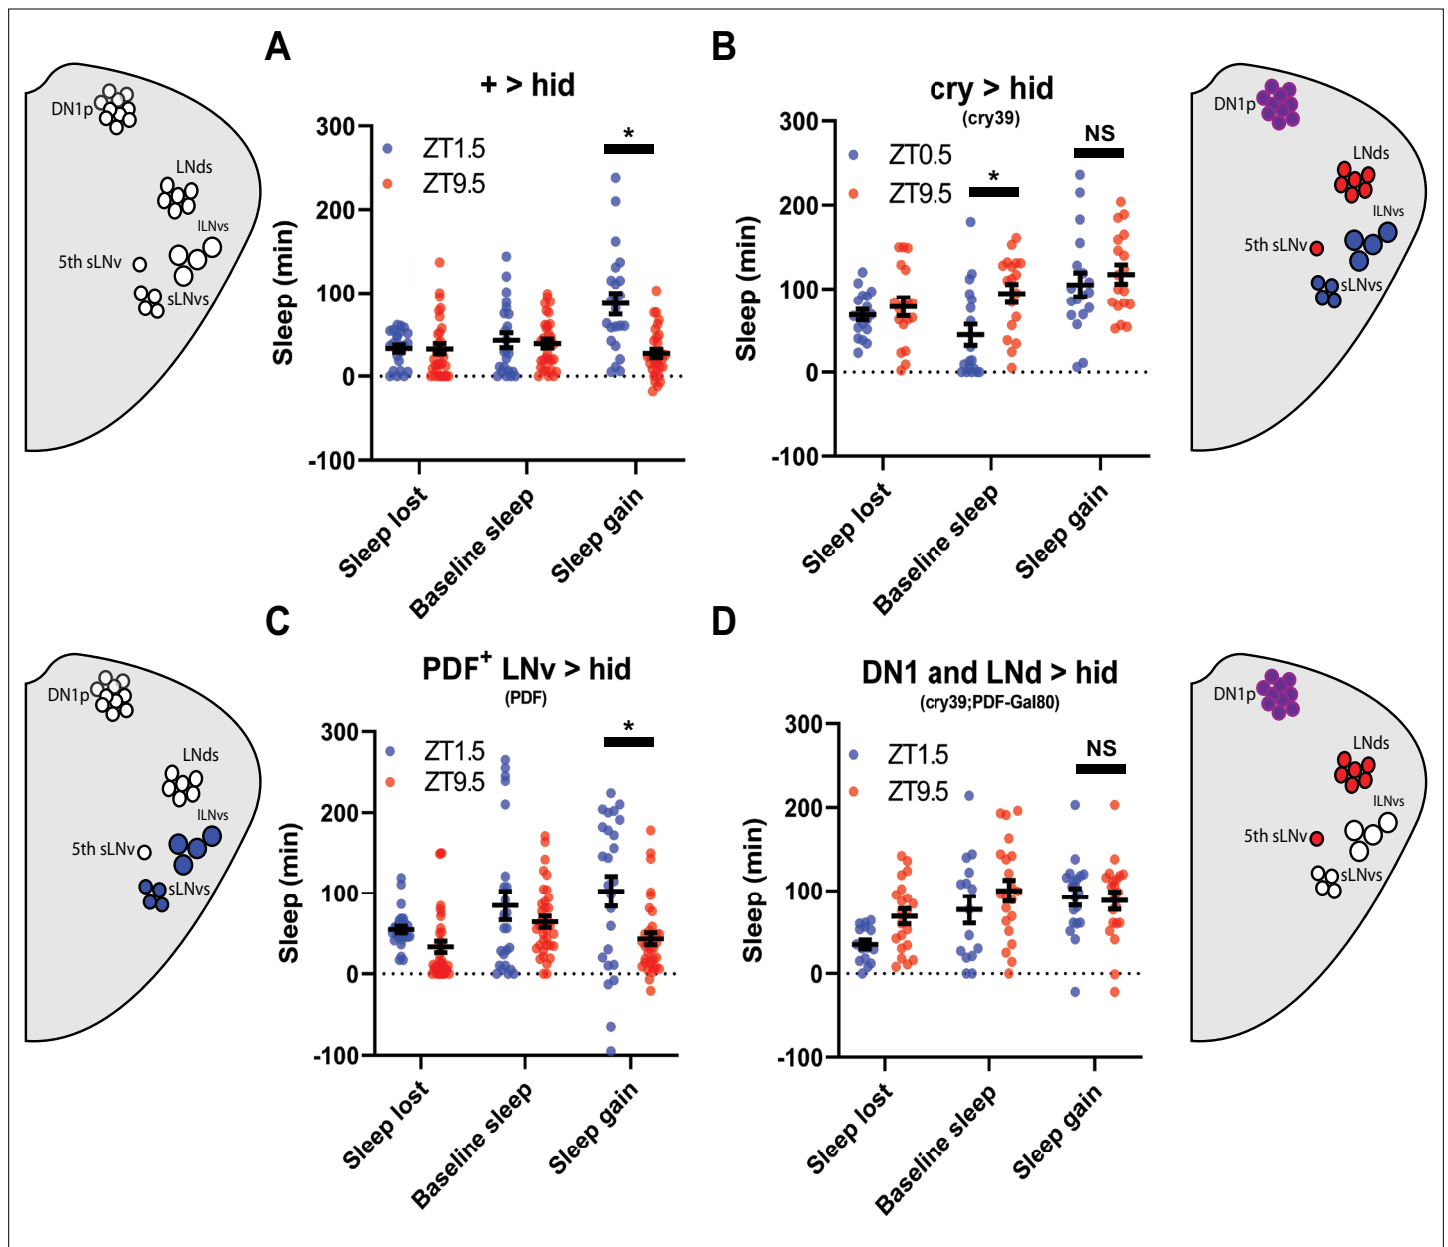 A
+ > hid
DN1p
LNds
lLNvs
5th sLNv
sLNvs
Sleep (min)
300
200
100
0
-100
ZT1.5
ZT9.5
*
Sleep lost
Baseline sleep
Sleep gain
B
cry > hid
(cry39)
Sleep (min)
300
200
100
0
-100
ZT0.5
ZT9.5
*
NS
Sleep lost
Baseline sleep
Sleep gain
DN1p
LNds
lLNvs
5th sLNv
sLNvs
C
PDF+ LNv > hid
(PDF)
DN1p
LNds
lLNvs
5th sLNv
sLNvs
Sleep (min)
300
200
100
0
-100
ZT1.5
ZT9.5
*
Sleep lost
Baseline sleep
Sleep gain
D
DN1 and LNd > hid
(cry39;PDF-Gal80)
Sleep (min)
300
200
100
0
-100
ZT1.5
ZT9.5
NS
Sleep lost
Baseline sleep
Sleep gain
DN1p
LNds
lLNvs
5th sLNv
sLNvs